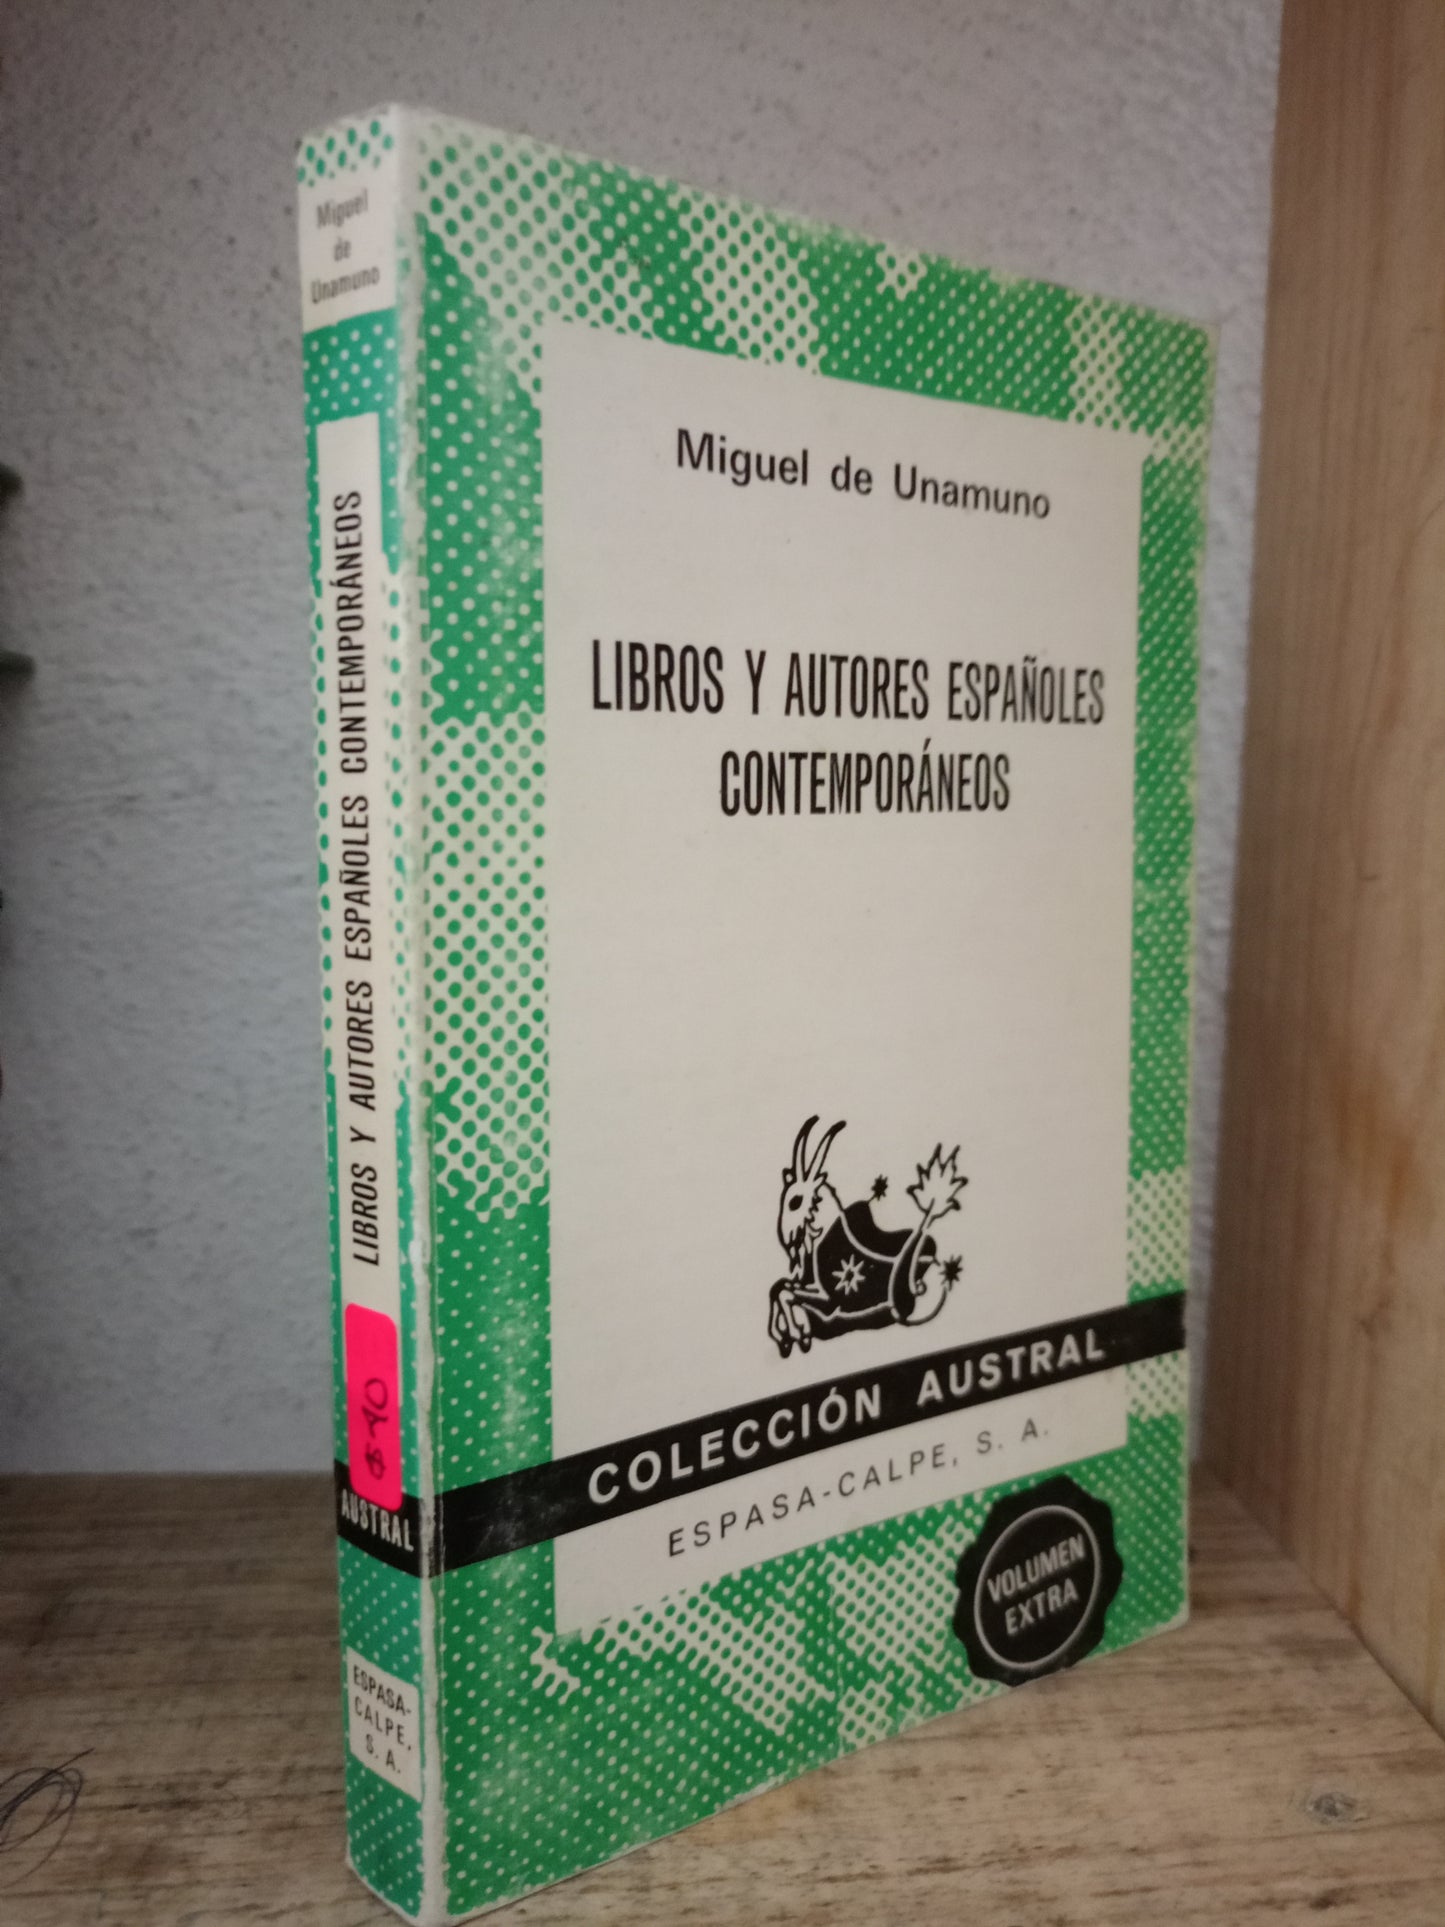 Miguel
de
Unamuno
LIBROS Y AUTORES ESPAÑOLES CONTEMPORÁNEOS
$40
AUSTRAL
ESPASA-
CALPE,
S. A.
Miguel de Unamuno
LIBROS Y AUTORES ESPAÑOLES
CONTEMPORÁNEOS
COLECCIÓN AUSTRAL
ESPASA-CALPE, S. A.
VOLUMEN
EXTRA